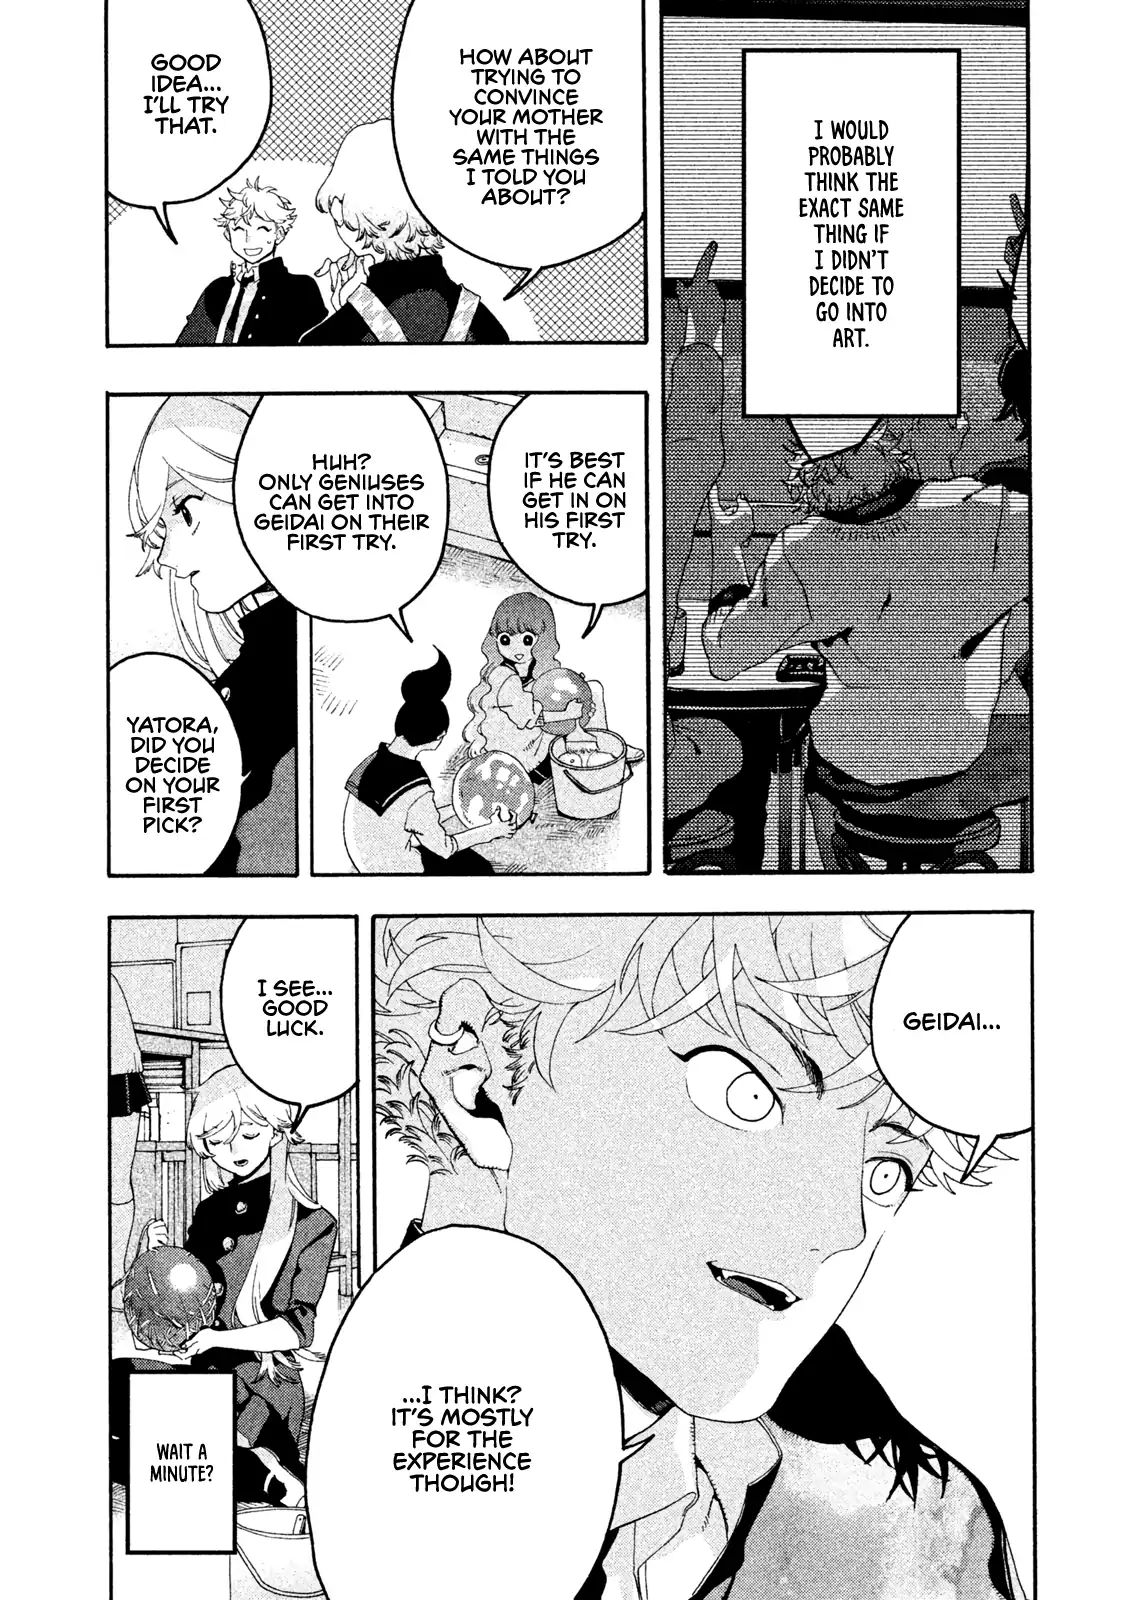 I WOULD
PROBABLY
THINK THE
EXACT SAME
THING IF
I DIDN'T
DECIDE TO
GO INTO
ART.
HOW ABOUT
TRYING TO
CONVINCE
YOUR MOTHER
WITH THE
SAME THINGS
I TOLD YOU
ABOUT?
GOOD
IDEA...
I'LL TRY
THAT.
IT'S BEST
IF HE CAN
GET IN ON
HIS FIRST
TRY.
HUH?
ONLY GENIUSES
CAN GET INTO
GEIDAI ON THEIR
FIRST TRY.
YATORA,
DID YOU
DECIDE
ON YOUR
FIRST
PICK?
GEIDAI...
...I THINK?
IT'S MOSTLY
FOR THE
EXPERIENCE
THOUGH!
I SEE...
GOOD
LUCK.
WAIT A
MINUTE?